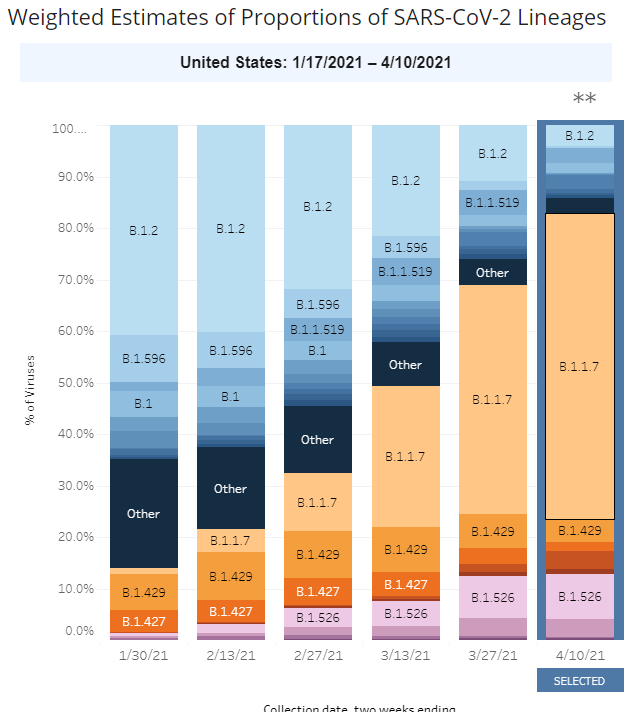 Weighted Estimates of Proportions of SARS-CoV-2 Lineages
United States: 1/17/2021 – 4/10/2021
**
100....
90.0%
80.0%
70.0%
60.0%
50.0%
40.0%
30.0%
20.0%
10.0%
0.0%
% of Viruses
B.1.2
B.1.596
B.1
Other
B.1.429
B.1.427
B.1.2
B.1.596
B.1
Other
B.1.1.7
B.1.429
B.1.427
B.1.2
B.1.596
B.1.1.519
B.1
Other
B.1.1.7
B.1.429
B.1.427
B.1.526
B.1.2
B.1.596
B.1.1.519
Other
B.1.1.7
B.1.429
B.1.427
B.1.526
B.1.2
B.1.1.519
Other
B.1.1.7
B.1.429
B.1.526
B.1.2
B.1.1.7
B.1.429
B.1.526
1/30/21 2/13/21 2/27/21 3/13/21 3/27/21 4/10/21
SELECTED
Collection date, two weeks ending